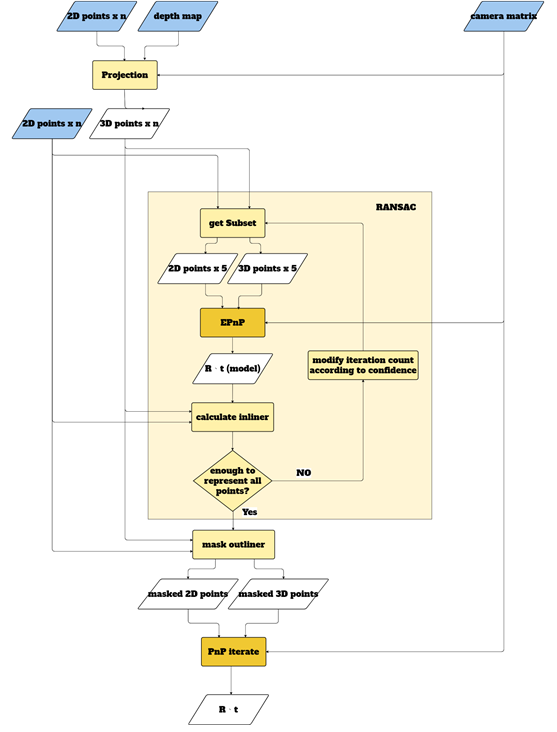 2D points x n
depth map
camera matrix
Projection
2D points x n
3D points x n
RANSAC
get Subset
2D points x 5
3D points x 5
EPnP
R · t (model)
modify iteration count
according to confidence
calculate inliner
enough to
represent all
points?
NO
Yes
mask outliner
masked 2D points
masked 3D points
PnP iterate
R · t